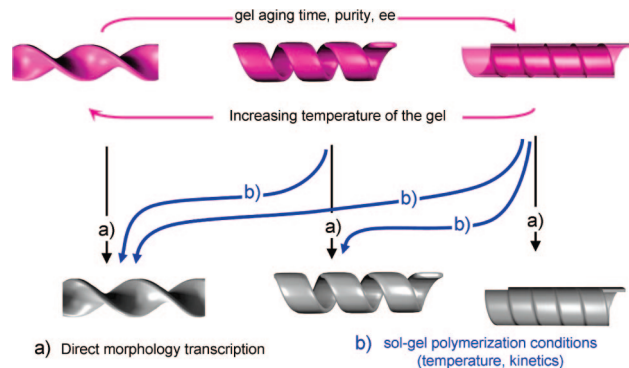 gel aging time, purity, ee
Increasing temperature of the gel
b)
b)
a)
a)
b)
a)
a) Direct morphology transcription
b) sol-gel polymerization conditions
(temperature, kinetics)